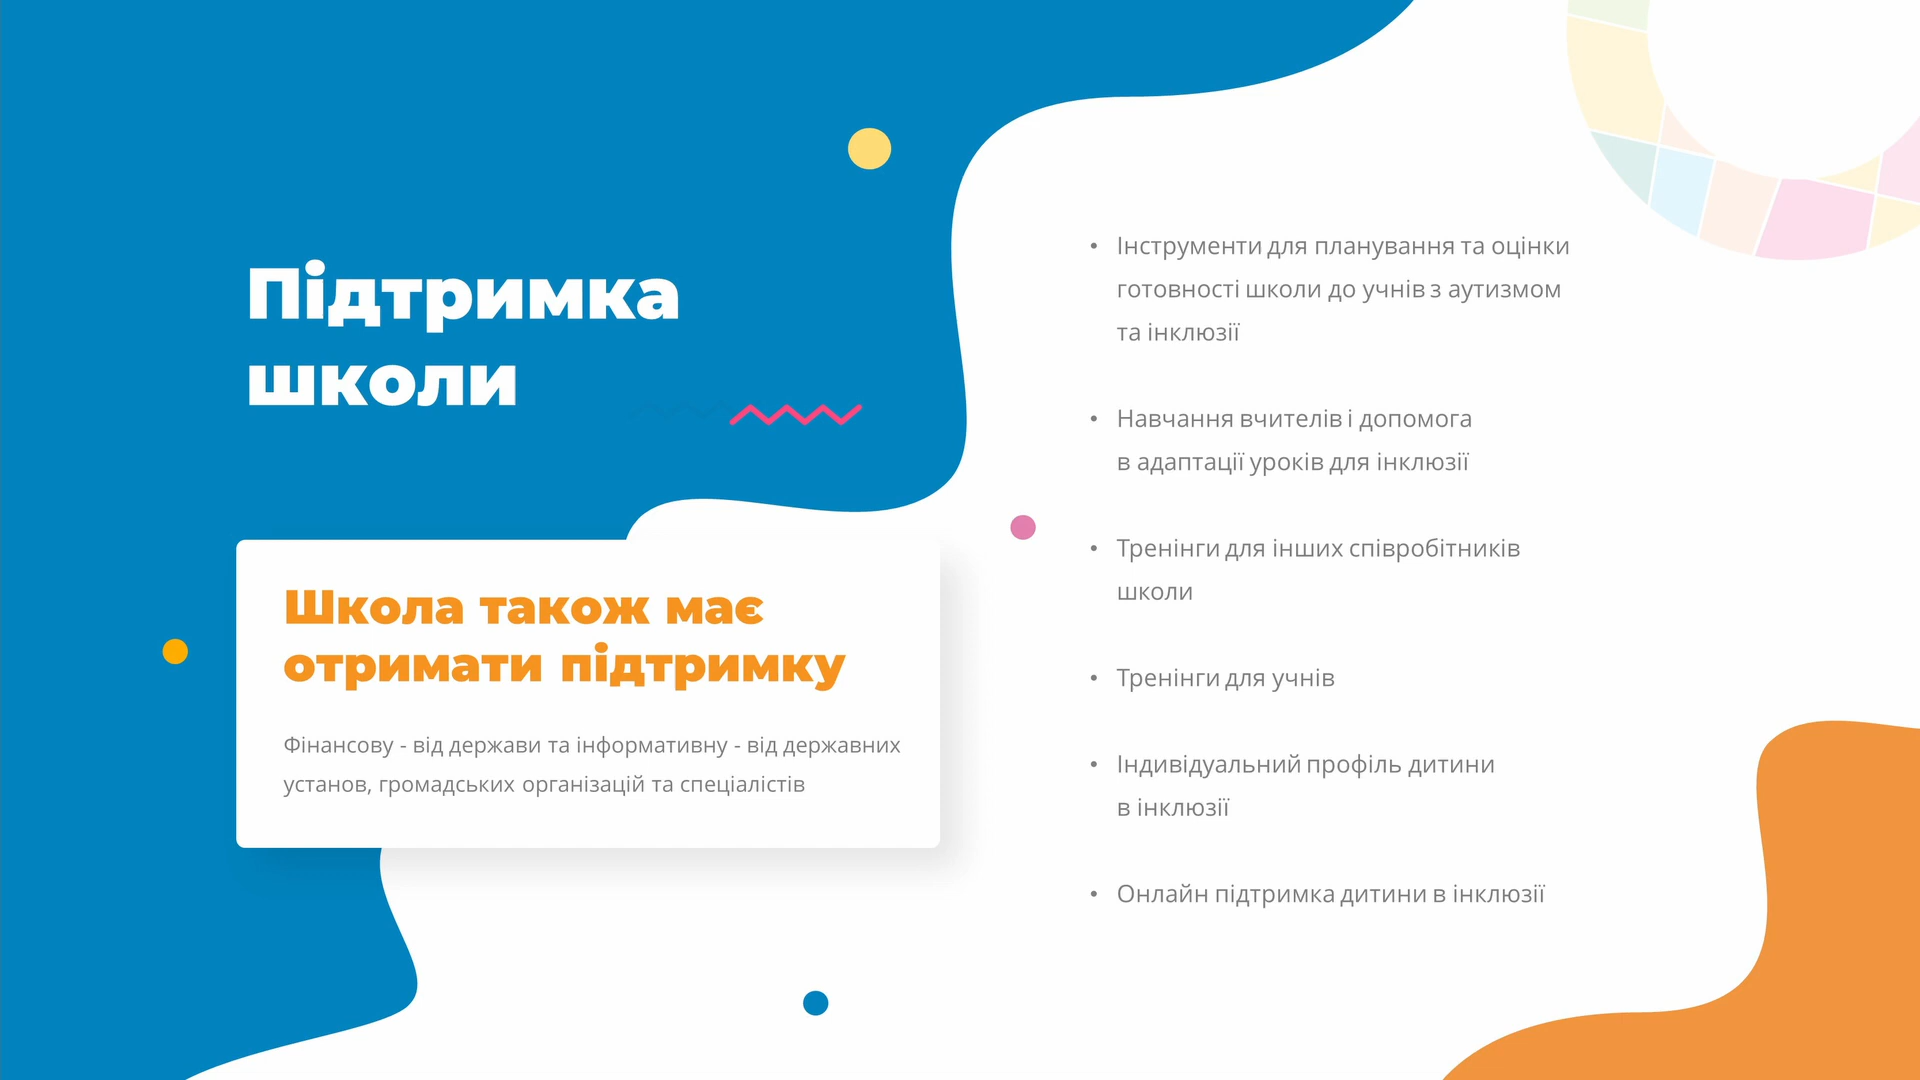 Підтримка
школи
Школа також має
отримати підтримку
Фінансову - від держави та інформативну - від державних
установ, громадських організацій та спеціалістів
• Інструменти для планування та оцінки
готовності школи до учнів з аутизмом
та інклюзії
• Навчання вчителів і допомога
в адаптації уроків для інклюзії
• Тренінги для інших співробітників
школи
• Тренінги для учнів
• Індивідуальний профіль дитини
в інклюзії
• Онлайн підтримка дитини в інклюзії